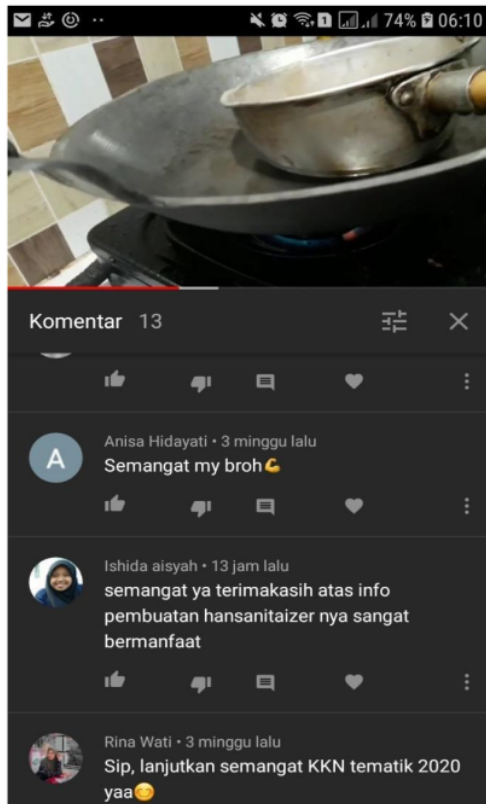 74% 06:10
Komentar 13
Anisa Hidayati • 3 minggu lalu
Semangat my broh💪
A
Ishida aisyah • 13 jam lalu
semangat ya terimakasih atas info
pembuatan hansanitaizer nya sangat
bermanfaat
Rina Wati • 3 minggu lalu
Sip, lanjutkan semangat KKN tematik 2020
yaa😊